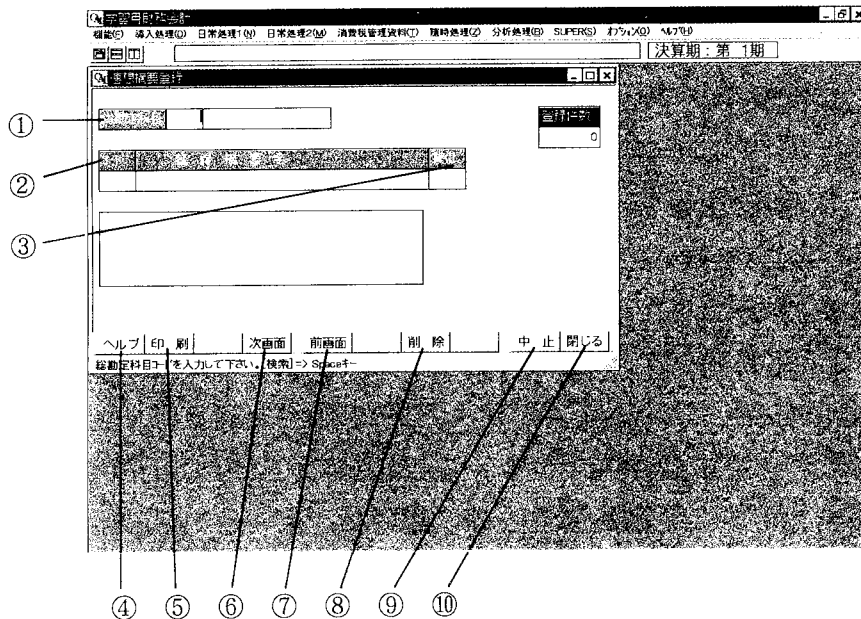 学習用財務会計
機能(F) 導入処理(D) 日常処理1(N) 日常処理2(M) 消費税管理資料(T) 随時処理(Z) 分析処理(B) SUPER(S) オプション(O) ヘルプ(H)
決算期：第 1期
連想摘要登録
①
登録件数
0
②
③
ヘルプ 印 刷 次画面 前画面 削 除 中 止 閉じる
総勘定科目コードを入力して下さい。[検索]=> Spaceキー
④ ⑤ ⑥ ⑦ ⑧ ⑨ ⑩